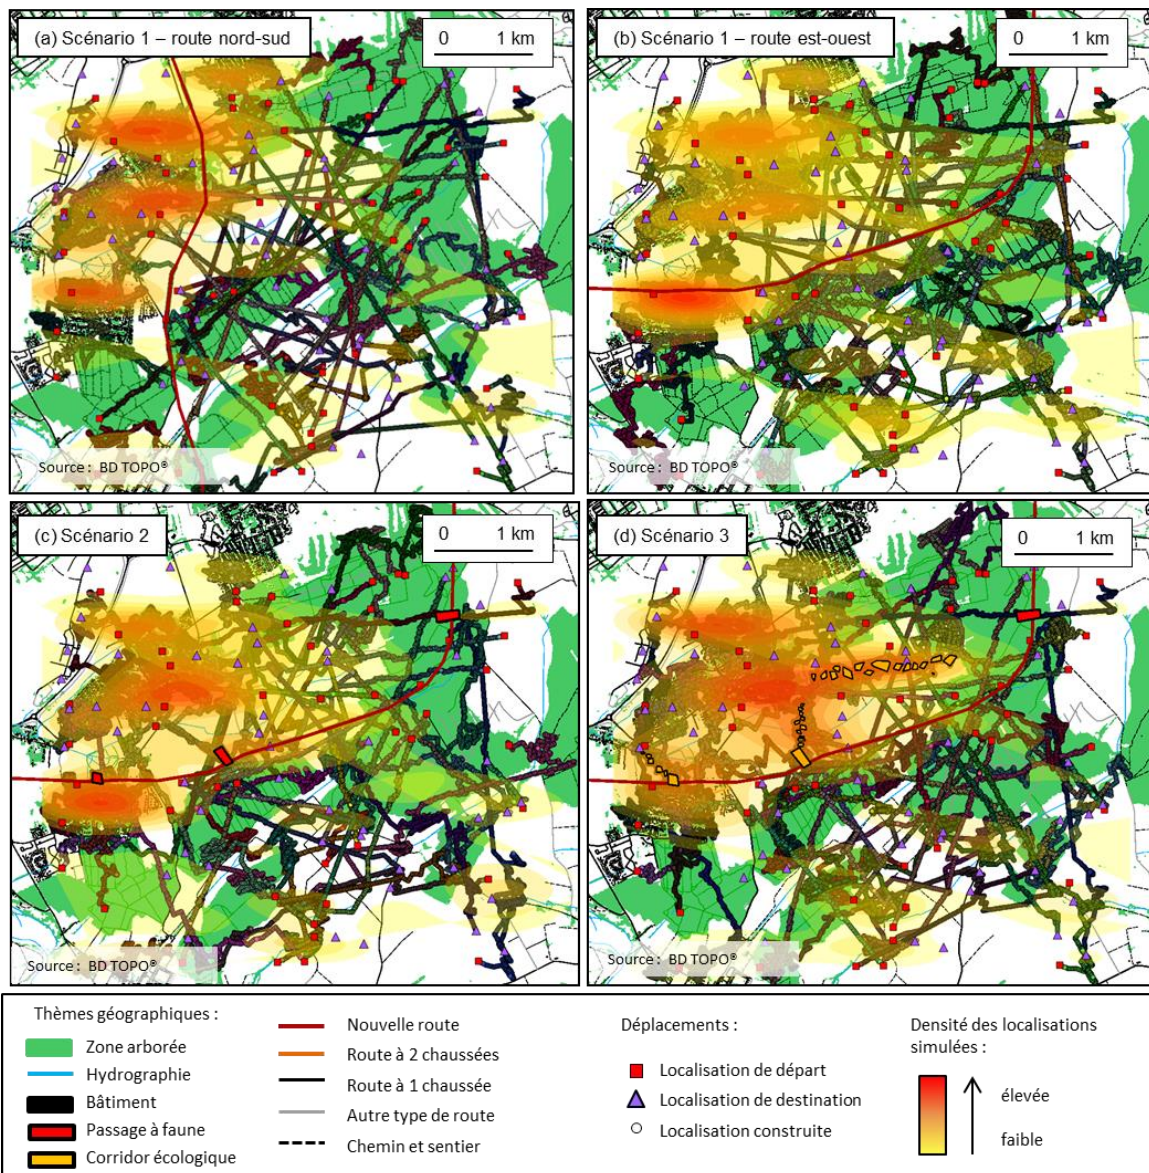 (a) Scénario 1 – route nord-sud
0 1 km
Source : BD TOPO®
(b) Scénario 1 – route est-ouest
0 1 km
Source : BD TOPO®
(c) Scénario 2
0 1 km
Source : BD TOPO®
(d) Scénario 3
0 1 km
Source : BD TOPO®
Thèmes géographiques :
Zone arborée
Hydrographie
Bâtiment
Passage à faune
Corridor écologique
Nouvelle route
Route à 2 chaussées
Route à 1 chaussée
Autre type de route
Chemin et sentier
Déplacements :
Localisation de départ
Localisation de destination
Localisation construite
Densité des localisations
simulées :
élevée
faible